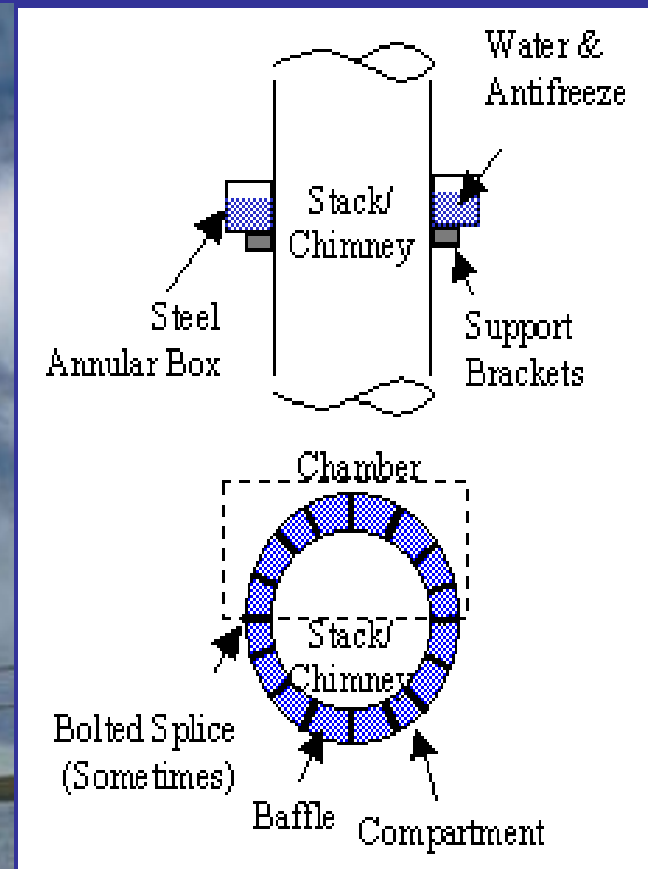 Water &
Antifreeze
Stack/
Chimney
Steel
Annular Box
Support
Brackets
Chamber
Stack/
Chimney
Bolted Splice
(Sometimes)
Baffle
Compartment